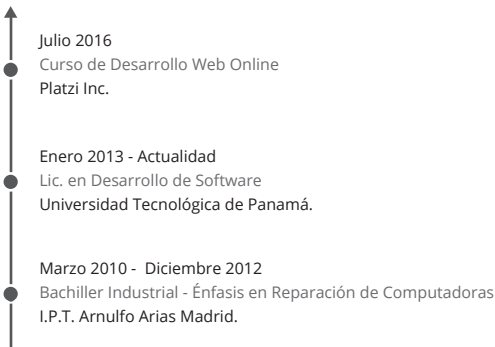 Julio 2016
Curso de Desarrollo Web Online
Platzi Inc.
Enero 2013 - Actualidad
Lic. en Desarrollo de Software
Universidad Tecnológica de Panamá.
Marzo 2010 -  Diciembre 2012
Bachiller Industrial - Énfasis en Reparación de Computadoras
I.P.T. Arnulfo Arias Madrid.